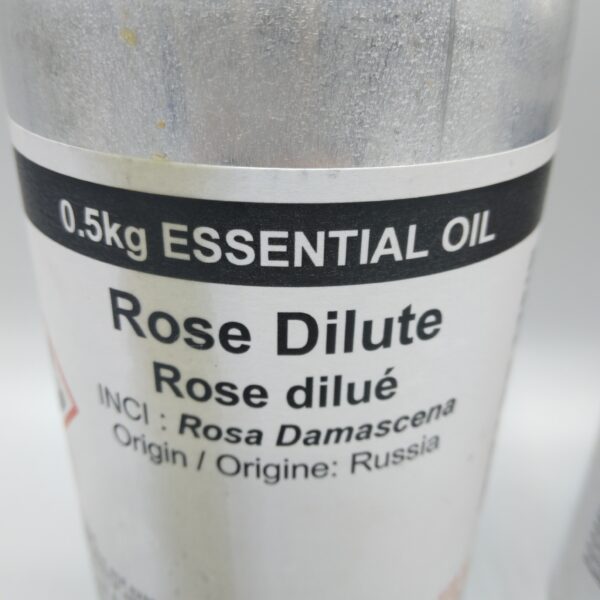 0.5kg ESSENTIAL OIL
Rose Dilute
Rose dilué
INCI : Rosa Damascena
Origin / Origine: Russia